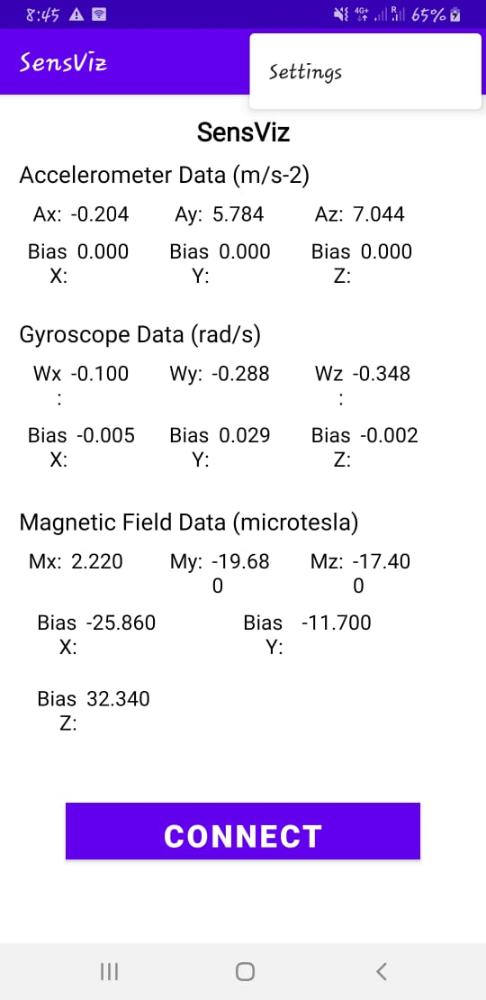 8:45 4G+ R 65%
SensViz Settings
SensViz
Accelerometer Data (m/s-2)
Ax: -0.204 Ay: 5.784 Az: 7.044
Bias 0.000 Bias 0.000 Bias 0.000
X: Y: Z:
Gyroscope Data (rad/s)
Wx -0.100 Wy: -0.288 Wz -0.348
: :
Bias -0.005 Bias 0.029 Bias -0.002
X: Y: Z:
Magnetic Field Data (microtesla)
Mx: 2.220 My: -19.68 Mz: -17.40
0 0
Bias -25.860 Bias -11.700
X: Y:
Bias 32.340
Z:
CONNECT